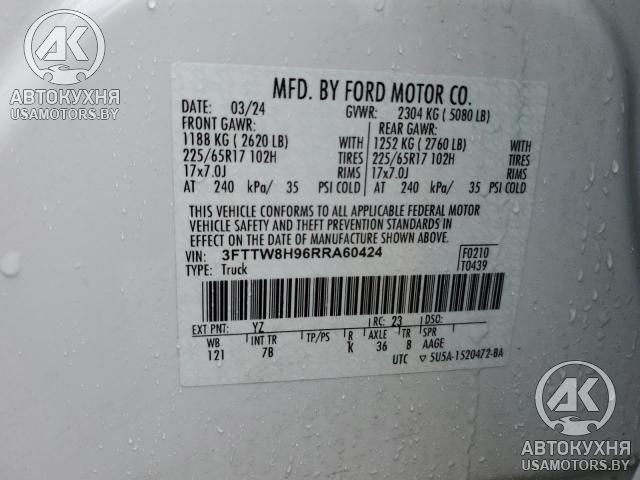 AK
АВТОКУХНЯ
USAMOTORS.BY
MFD. BY FORD MOTOR CO.
DATE: 03/24 GVWR: 2304 KG ( 5080 LB)
FRONT GAWR: REAR GAWR:
1188 KG ( 2620 LB) WITH 1252 KG ( 2760 LB) WITH
225/65R17 102H TIRES 225/65R17 102H TIRES
17x7.0J RIMS 17x7.0J RIMS
AT 240 kPa/ 35 PSI COLD AT 240 kPa/ 35 PSI COLD
THIS VEHICLE CONFORMS TO ALL APPLICABLE FEDERAL MOTOR
VEHICLE SAFETY AND THEFT PREVENTION STANDARDS IN
EFFECT ON THE DATE OF MANUFACTURE SHOWN ABOVE.
VIN: 3FTTW8H96RRA60424 F0210
TYPE: Truck T0439
EXT PNT: YZ RC: 23 DSO:
WB INT TR TP/PS R AXLE TR SPR
121 7B K 36 8 AAGE
UTC ▽ 5U5A-1520472-BA
AK
АВТОКУХНЯ
USAMOTORS.BY